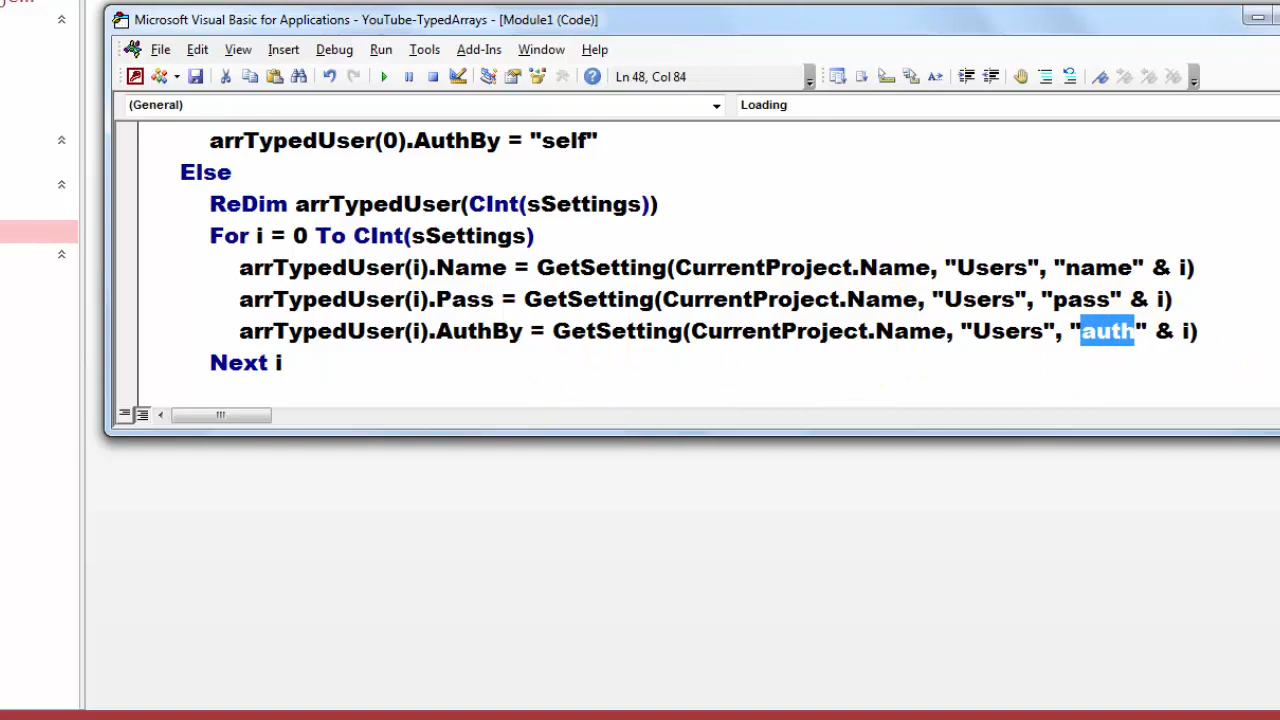 Microsoft Visual Basic for Applications - YouTube-TypedArrays - [Module1 (Code)]
File Edit View Insert Debug Run Tools Add-Ins Window Help
Ln 48, Col 84
(General) Loading
arrTypedUser(0).AuthBy = "self"
Else
ReDim arrTypedUser(CInt(sSettings))
For i = 0 To CInt(sSettings)
arrTypedUser(i).Name = GetSetting(CurrentProject.Name, "Users", "name" & i)
arrTypedUser(i).Pass = GetSetting(CurrentProject.Name, "Users", "pass" & i)
arrTypedUser(i).AuthBy = GetSetting(CurrentProject.Name, "Users", "auth" & i)
Next i